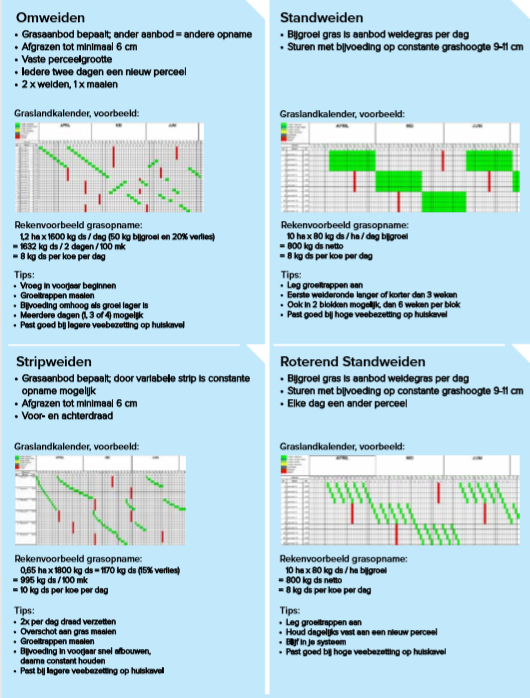 Omweiden
• Grasaanbod bepaalt; ander aanbod = andere opname
• Afgrazen tot minimaal 6 cm
• Vaste perceelgrootte
• Iedere twee dagen een nieuw perceel
• 2 x weiden, 1 x maaien
Graslandkalender, voorbeeld:
APRIL MEI JUNI
Rekenvoorbeeld grasopname:
1,2 ha x 1600 kg ds / dag (50 kg bijgroei en 20% verlies)
= 1632 kg ds / 2 dagen / 100 mk
= 8 kg ds per koe per dag
Tips:
• Vroeg in voorjaar beginnen
• Groeitrappen maaien
• Bijvoeding omhoog als groei lager is
• Meerdere dagen (1, 3 of 4) mogelijk
• Past goed bij lagere veebezetting op huiskavel
Standweiden
• Bijgroei gras is aanbod weidegras per dag
• Sturen met bijvoeding op constante grashoogte 9-11 cm
Graslandkalender, voorbeeld:
APRIL MEI JUNI
Rekenvoorbeeld grasopname:
10 ha x 80 kg ds / ha / dag bijgroei
= 800 kg ds netto
= 8 kg ds per koe per dag
Tips:
• Leg groeitrappen aan
• Eerste weideronde langer of korter dan 3 weken
• Ook in 2 blokken mogelijk, dan 6 weken per blok
• Past goed bij hoge veebezetting op huiskavel
Stripweiden
• Grasaanbod bepaalt; door variabele strip is constante
opname mogelijk
• Afgrazen tot minimaal 6 cm
• Voor- en achterdraad
Graslandkalender, voorbeeld:
APRIL MEI JUNI
Rekenvoorbeeld grasopname:
0,65 ha x 1800 kg ds = 1170 kg ds (15% verlies)
= 995 kg ds / 100 mk
= 10 kg ds per koe per dag
Tips:
• 2x per dag draad verzetten
• Overschot aan gras maaien
• Groeitrappen maaien
• Bijvoeding in voorjaar snel afbouwen,
daarna constant houden
• Past bij lagere veebezetting op huiskavel
Roterend Standweiden
• Bijgroei gras is aanbod weidegras per dag
• Sturen met bijvoeding op constante grashoogte 9-11 cm
• Elke dag een ander perceel
Graslandkalender, voorbeeld:
APRIL MEI JUNI
Rekenvoorbeeld grasopname:
10 ha x 80 kg ds / ha bijgroei
= 800 kg ds netto
= 8 kg ds per koe per dag
Tips:
• Leg groeitrappen aan
• Houd dagelijks vast aan een nieuw perceel
• Blijf in je systeem
• Past goed bij hoge veebezetting op huiskavel